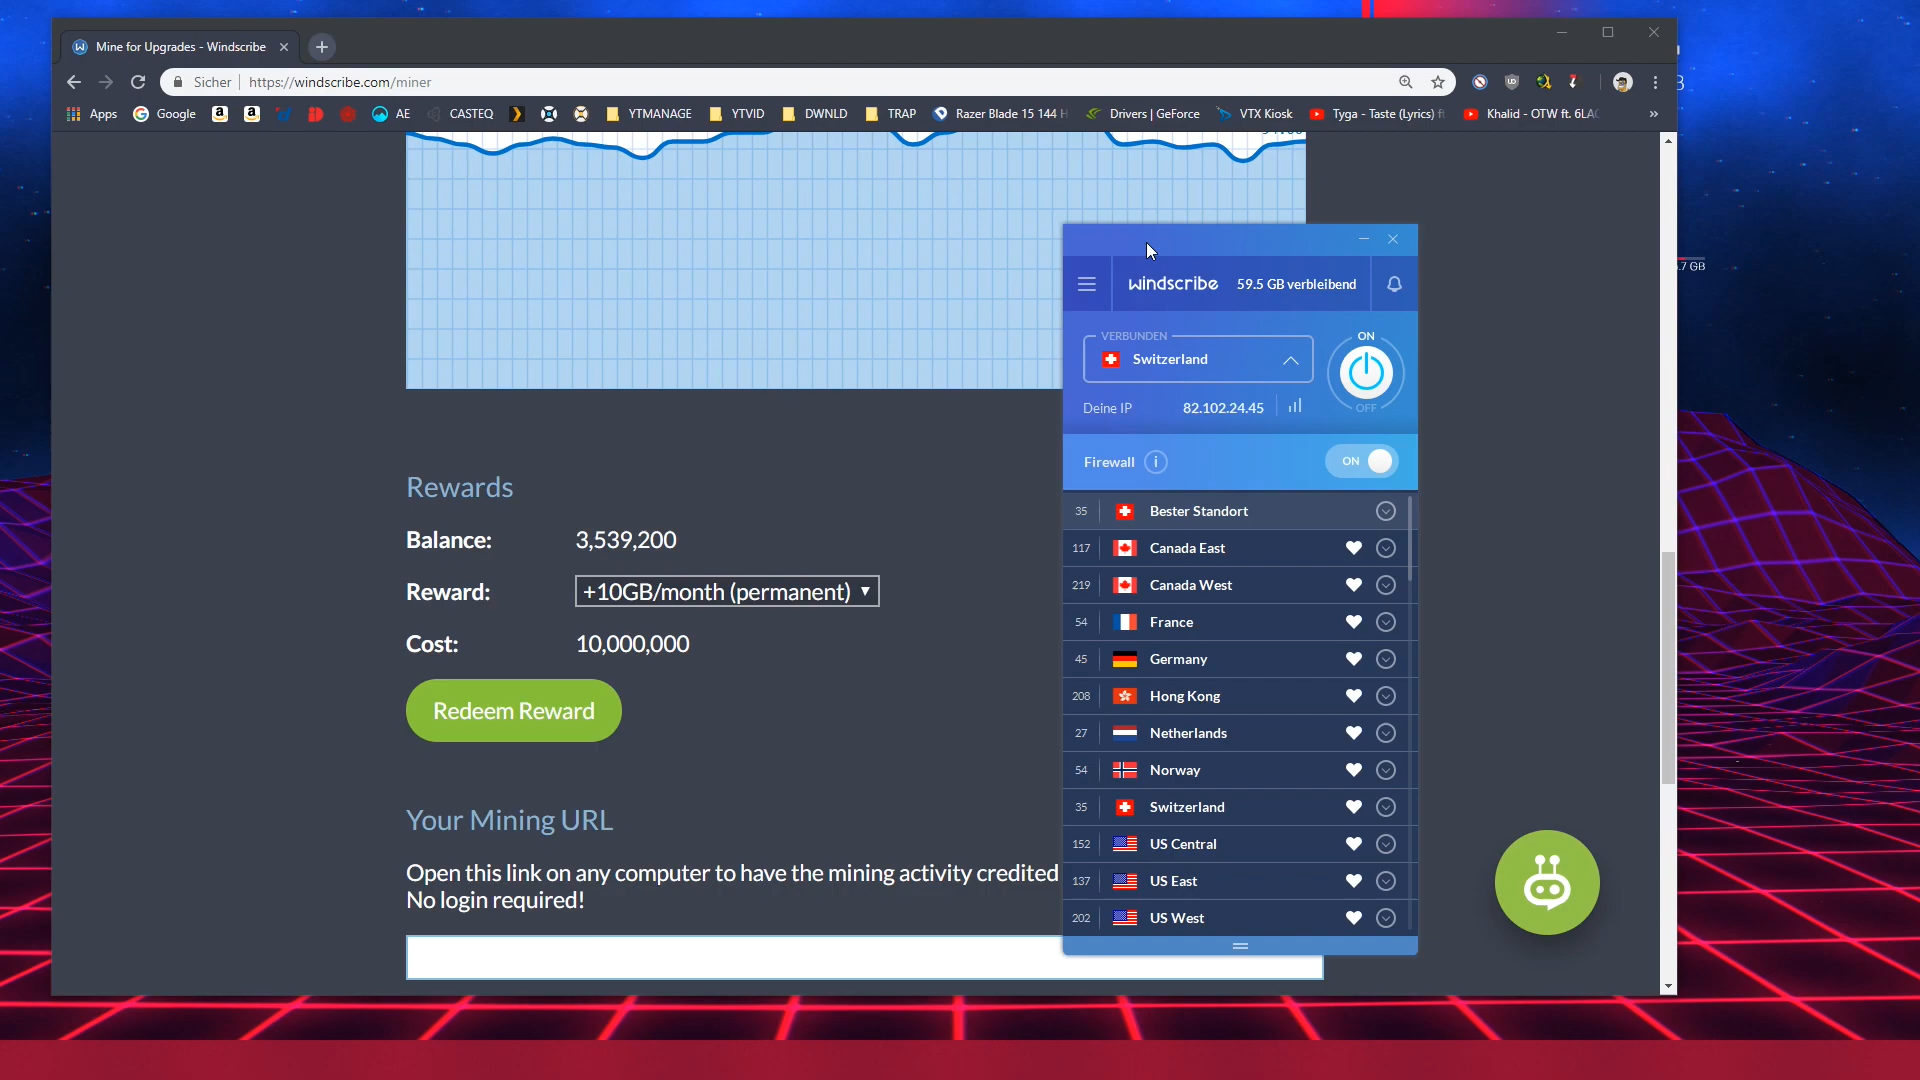 Mine for Upgrades - Windscribe
Sicher https://windscribe.com/miner
Apps Google AE CASTEQ YTMANAGE YTVID DWNLD TRAP Razer Blade 15 144 H Drivers | GeForce VTX Kiosk Tyga - Taste (Lyrics) ft Khalid - OTW ft. 6LA
Rewards
Balance: 3,539,200
Reward: +10GB/month (permanent)
Cost: 10,000,000
Redeem Reward
Your Mining URL
Open this link on any computer to have the mining activity credited
No login required!
windscribe 59.5 GB verbleibend
VERBUNDEN
Switzerland
ON
OFF
Deine IP 82.102.24.45
Firewall i ON
35 Bester Standort
117 Canada East
219 Canada West
54 France
45 Germany
208 Hong Kong
27 Netherlands
54 Norway
35 Switzerland
152 US Central
137 US East
202 US West
.7 GB